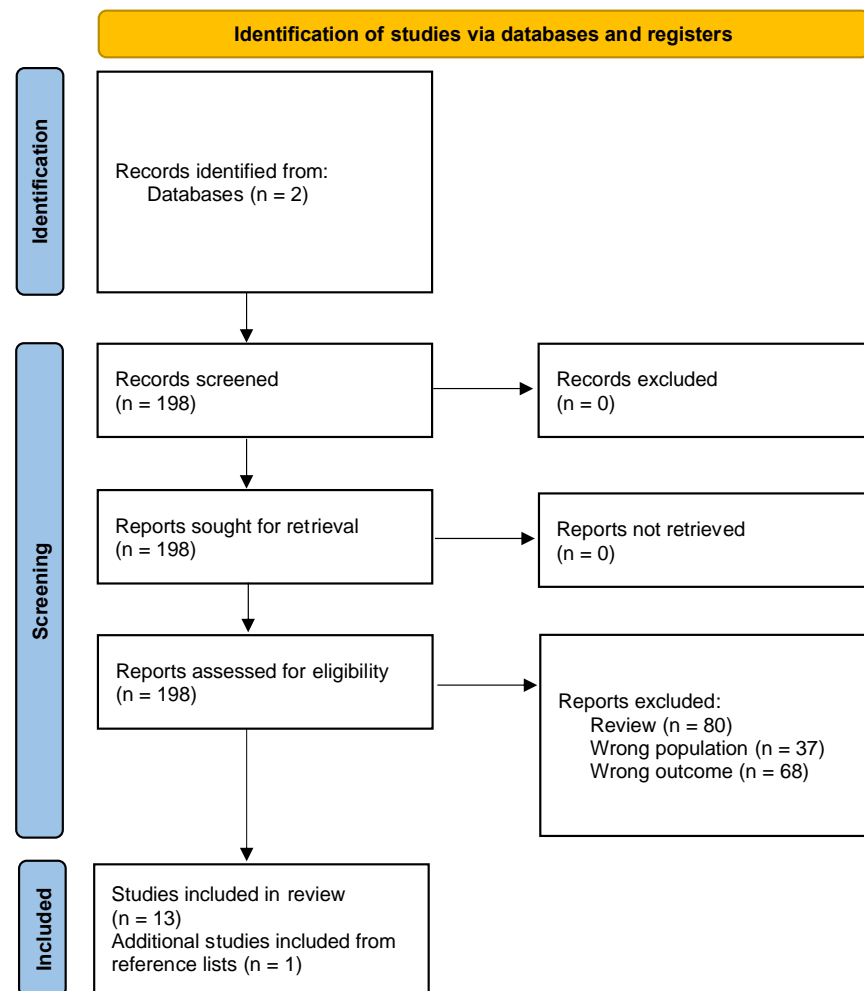 Identification of studies via databases and registers
Identification
Records identified from:
Databases (n = 2)
Screening
Records screened
(n = 198)
Records excluded
(n = 0)
Reports sought for retrieval
(n = 198)
Reports not retrieved
(n = 0)
Reports assessed for eligibility
(n = 198)
Reports excluded:
Review (n = 80)
Wrong population (n = 37)
Wrong outcome (n = 68)
Included
Studies included in review
(n = 13)
Additional studies included from
reference lists (n = 1)